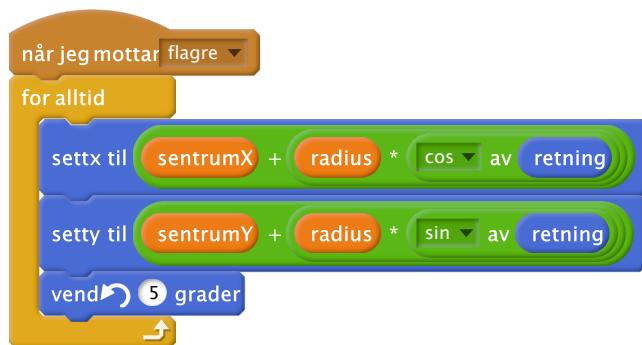 når jeg mottar flagre
for alltid
settx til sentrumX + radius * cos av retning
setty til sentrumY + radius * sin av retning
vend 5 grader